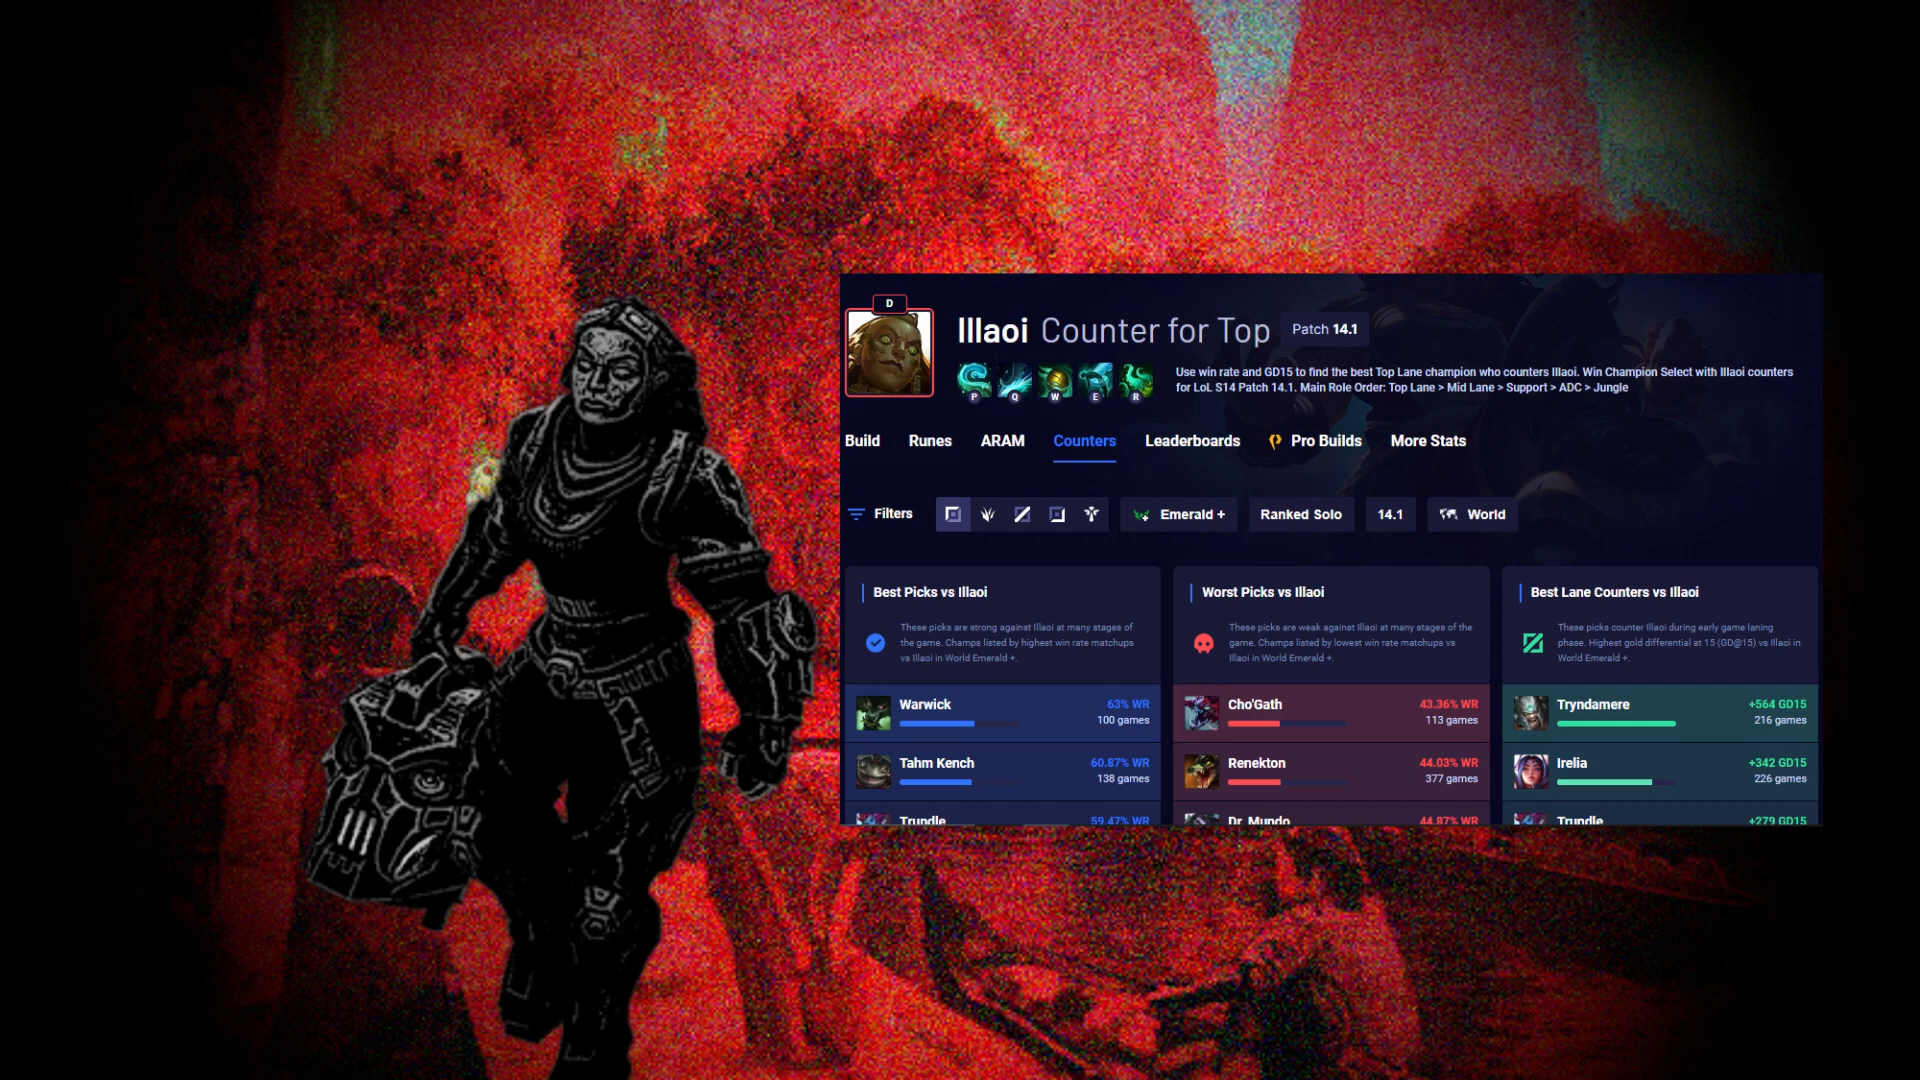 D
Illaoi Counter for Top Patch 14.1
P Q W E R
Use win rate and GD15 to find the best Top Lane champion who counters Illaoi. Win Champion Select with Illaoi counters
for LoL S14 Patch 14.1. Main Role Order: Top Lane > Mid Lane > Support > ADC > Jungle
Build Runes ARAM Counters Leaderboards Pro Builds More Stats
Filters Emerald + Ranked Solo 14.1 World
Best Picks vs Illaoi
These picks are strong against Illaoi at many stages of
the game. Champs listed by highest win rate matchups
vs Illaoi in World Emerald +.
Warwick 63% WR
100 games
Tahm Kench 60.87% WR
138 games
Trundle 59.47% WR
Worst Picks vs Illaoi
These picks are weak against Illaoi at many stages of the
game. Champs listed by lowest win rate matchups vs
Illaoi in World Emerald +.
Cho'Gath 43.36% WR
113 games
Renekton 44.03% WR
377 games
Dr. Mundo 44.87% WR
Best Lane Counters vs Illaoi
These picks counter Illaoi during early game laning
phase. Highest gold differential at 15 (GD@15) vs Illaoi in
World Emerald +.
Tryndamere +564 GD15
216 games
Irelia +342 GD15
226 games
Trundle +279 GD15